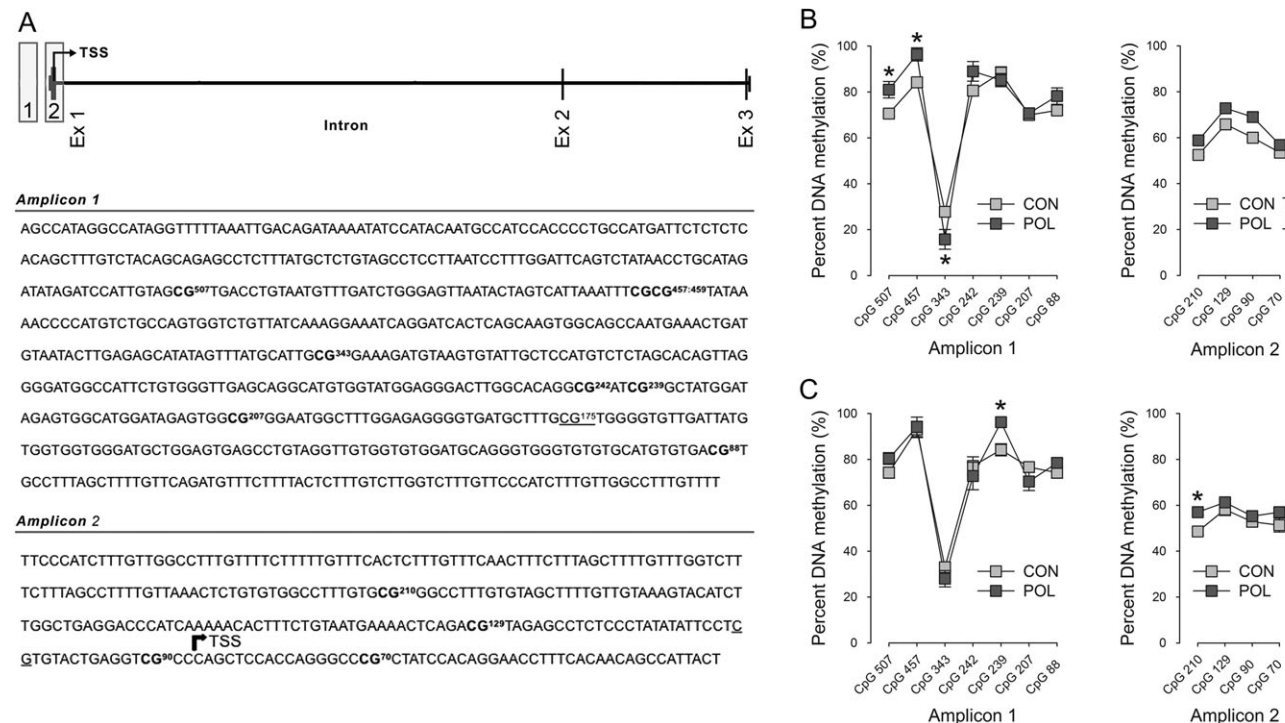 A
TSS
1
2
Ex 1
Intron
Ex 2
Ex 3
Amplicon 1
AGCCATAGGCCATAGGTTTTTAAATTGACAGATAAAATATCCATACAATGCCATCCACCCCTGCCATGATTCTCTCTC
ACAGCTTTGTCTACAGCAGAGCCTCTTTATGCTCTGTAGCCTCCTTAATCCTTTGGATTCAGTCTATAACCTGCATAG
ATATAGATCCATTGTAGCG507TGACCTGTAATGTTTGATCTGGGAGTTAATACTAGTCATTAAATTTCGCG457:459TATAA
AACCCCATGTCTGCCAGTGGTCTGTTATCAAAGGAAATCAGGATCACTCAGCAAGTGGCAGCCAATGAAACTGAT
GTAATACTTGAGAGCATATAGTTTATGCATTGCG343GAAAGATGTAAGTGTATTGCTCCATGTCTCTAGCACAGTTAG
GGGATGGCCATTCTGTGGGTTGAGCAGGCATGTGGTATGGAGGGACTTGGCACAGGCG242ATCG239GCTATGGAT
AGAGTGGCATGGATAGAGTGGCG207GGAATGGCTTTGGAGAGGGGTGATGCTTTGCG175TGGGGTGTTGATTATG
TGGTGGTGGGATGCTGGAGTGAGCCTGTAGGTTGTGGTGTGGATGCAGGGTGGGTGTGTGCATGTGTGACG88T
GCCTTTAGCTTTTGTTCAGATGTTTCTTTTACTCTTTGTCTTGGTCTTTGTTCCCATCTTTGTTGGCCTTTGTTTT
Amplicon 2
TTCCCATCTTTGTTGGCCTTTGTTTTCTTTTTGTTTCACTCTTTGTTTCAACTTTCTTTAGCTTTTGTTTGGTCTT
TCTTTAGCCTTTTGTTAAACTCTGTGTGGCCTTTGTGCG210GGCCTTTGTGTAGCTTTTGTTGTAAAGTACATCT
TGGCTGAGGACCCATCAAAAACACTTTCTGTAATGAAAACTCAGACG129TAGAGCCTCTCCCTATATATTCCTC
TSS
GTGTACTGAGGTCG90CCCAGCTCCACCAGGGCCCG70CTATCCACAGGAACCTTTCACAACAGCCATTACT
B
Percent DNA methylation (%)
100
80
60
40
20
0
* * *
CON
POL
CpG 507
CpG 457
CpG 343
CpG 242
CpG 239
CpG 207
CpG 88
Amplicon 1
Percent DNA methylation (%)
100
80
60
40
20
0
CON
POL
CpG 210
CpG 129
CpG 90
CpG 70
Amplicon 2
C
Percent DNA methylation (%)
100
80
60
40
20
0
*
CON
POL
CpG 507
CpG 457
CpG 343
CpG 242
CpG 239
CpG 207
CpG 88
Amplicon 1
Percent DNA methylation (%)
100
80
60
40
20
0
*
CON
POL
CpG 210
CpG 129
CpG 90
CpG 70
Amplicon 2